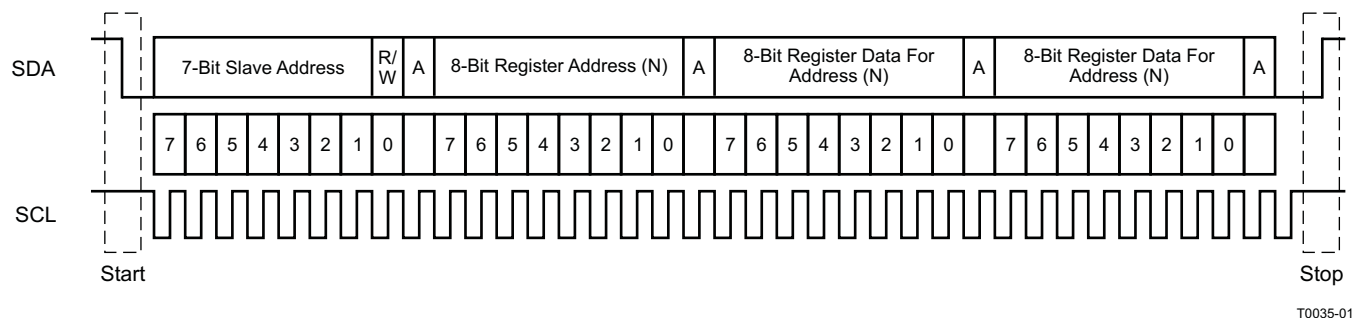 SDA
7-Bit Slave Address
R/
W
A
8-Bit Register Address (N)
A
8-Bit Register Data For
Address (N)
A
8-Bit Register Data For
Address (N)
A
7 6 5 4 3 2 1 0 7 6 5 4 3 2 1 0 7 6 5 4 3 2 1 0 7 6 5 4 3 2 1 0
SCL
Start
Stop
T0035-01